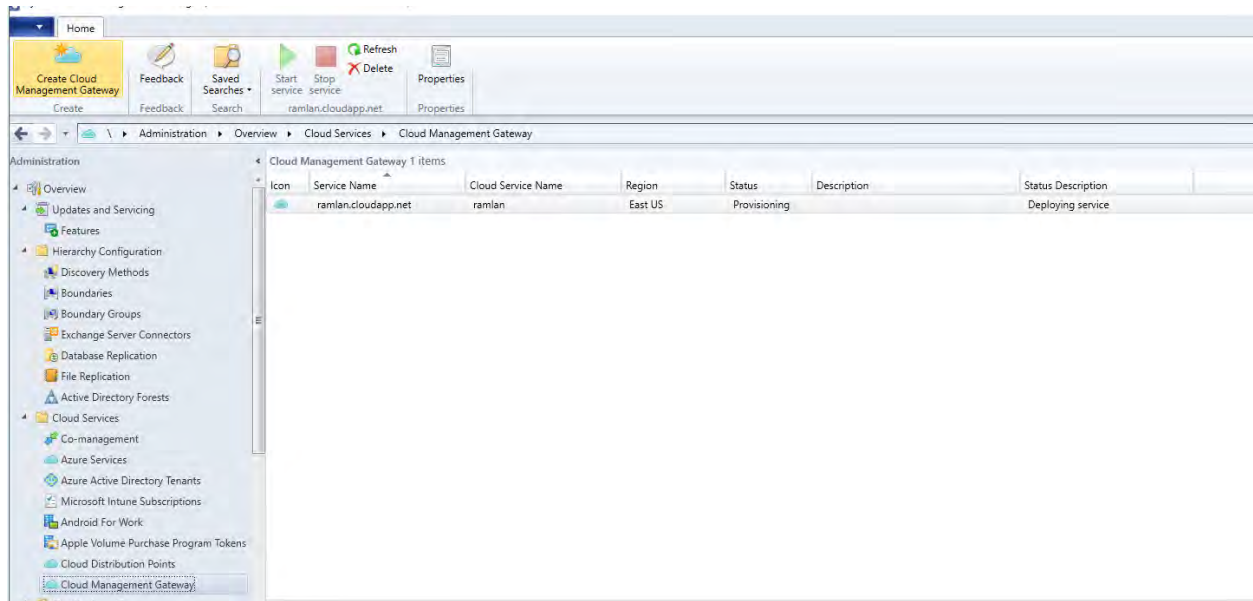 Home
Create Cloud Management Gateway
Feedback
Saved Searches
Start service
Stop service
Refresh
Delete
Properties
Create
Feedback
Search
ramlan.cloudapp.net
Properties
\ Administration Overview Cloud Services Cloud Management Gateway
Administration
Cloud Management Gateway 1 items
Icon Service Name Cloud Service Name Region Status Description Status Description
ramlan.cloudapp.net ramlan East US Provisioning Deploying service
Overview
Updates and Servicing
Features
Hierarchy Configuration
Discovery Methods
Boundaries
Boundary Groups
Exchange Server Connectors
Database Replication
File Replication
Active Directory Forests
Cloud Services
Co-management
Azure Services
Azure Active Directory Tenants
Microsoft Intune Subscriptions
Android For Work
Apple Volume Purchase Program Tokens
Cloud Distribution Points
Cloud Management Gateway